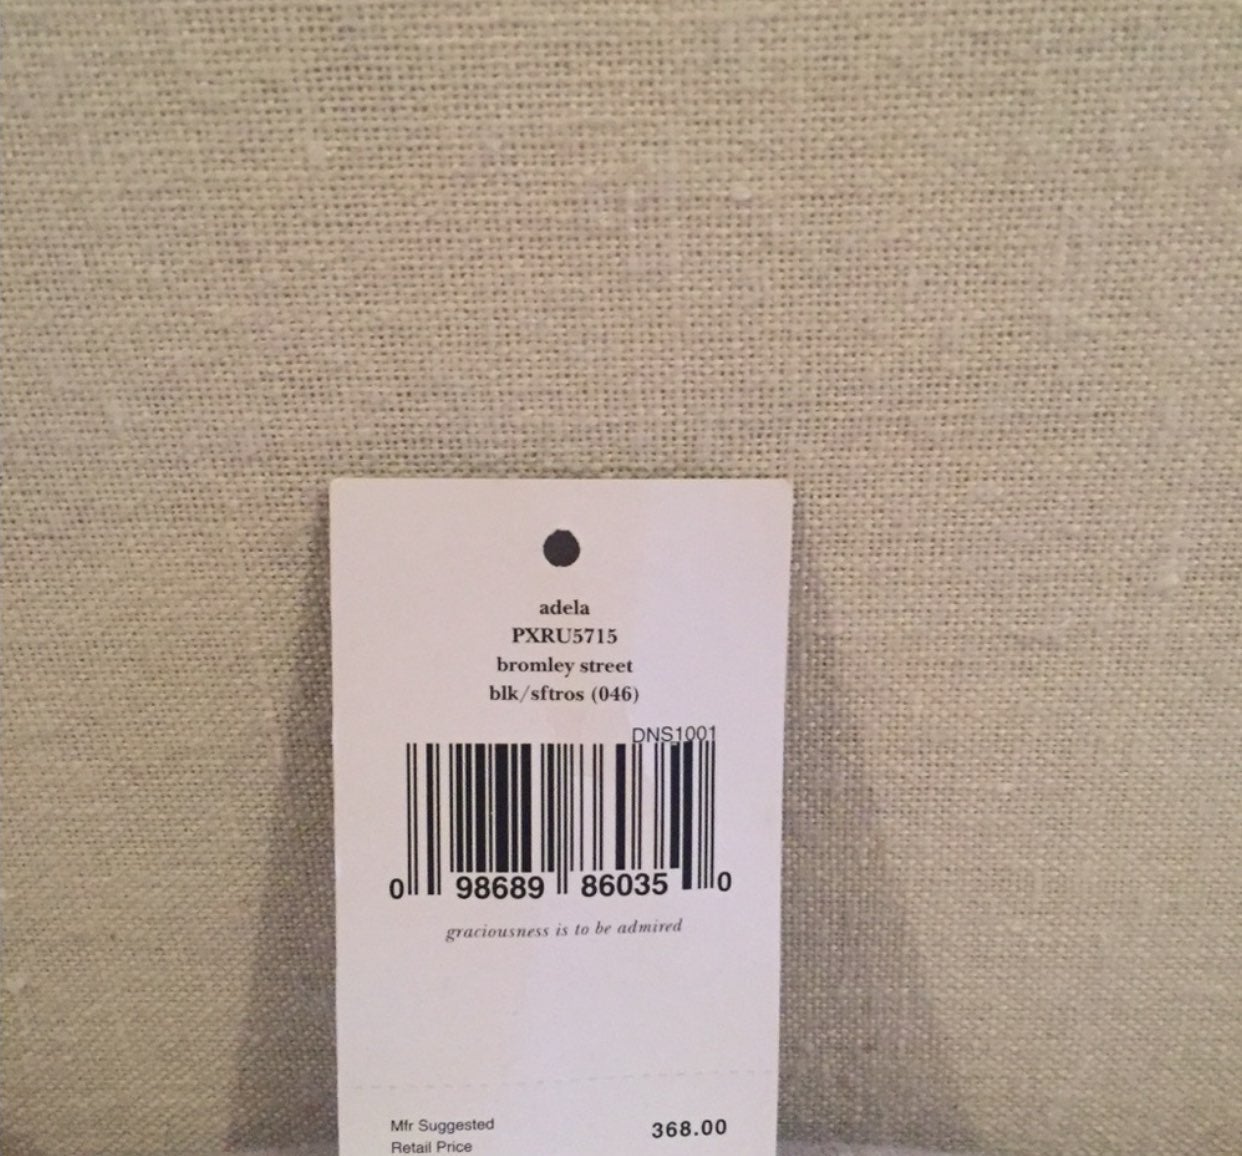 adela
PXRU5715
bromley street
blk/sftros (046)
DNS1001
0 98689 86035 0
graciousness is to be admired
Mfr Suggested
Retail Price 368.00